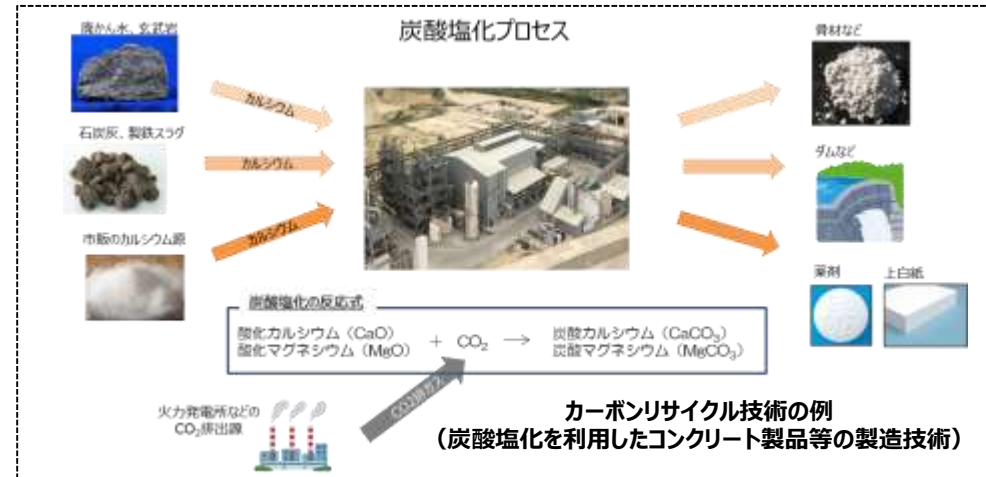 炭酸塩化プロセス
廃かん水、玄武岩
カルシウム
石炭灰、製鉄スラグ
カルシウム
市販のカルシウム源
カルシウム
骨材など
ダムなど
薬剤
上白紙
炭酸塩化の反応式
酸化カルシウム（CaO）
酸化マグネシウム（MgO）
＋ CO₂ →
炭酸カルシウム（CaCO₃）
炭酸マグネシウム（MgCO₃）
CO2排ガス
火力発電所などの
CO₂排出源
カーボンリサイクル技術の例
（炭酸塩化を利用したコンクリート製品等の製造技術）